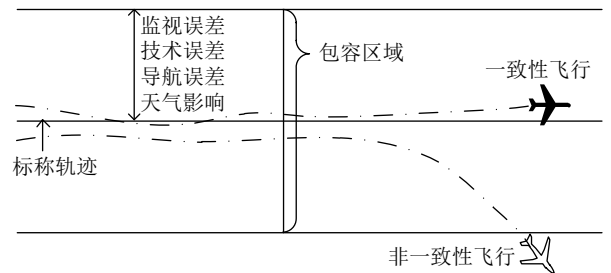 监视误差
技术误差
导航误差
天气影响
包容区域
一致性飞行
标称轨迹
非一致性飞行